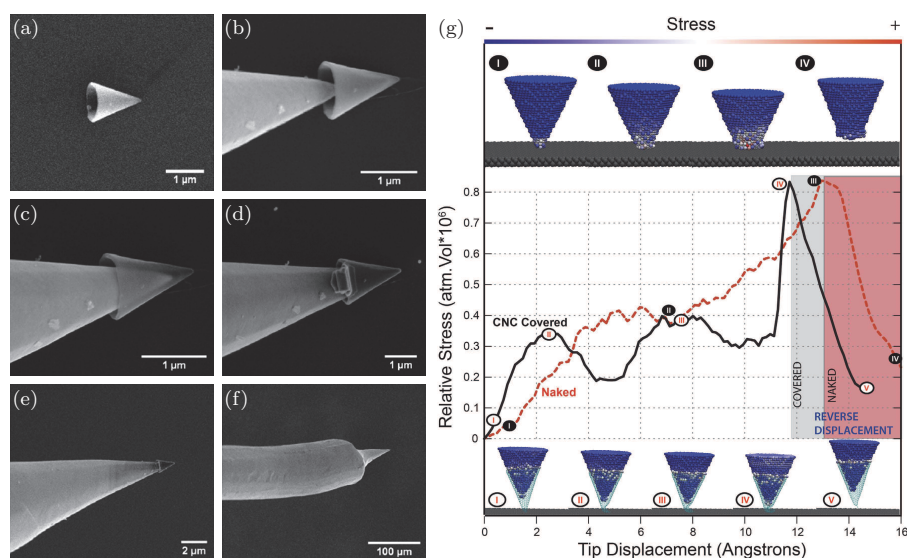 (a)
1 μm
(b)
1 μm
(c)
1 μm
(d)
1 μm
(e)
2 μm
(f)
100 μm
(g)
- Stress +
I II III IV
Relative Stress (atm.Vol*10⁶)
0.8
0.7
0.6
0.5
0.4
0.3
0.2
0.1
0
IV III
II
CNC Covered II III
Naked
IV
V
I I
COVERED
NAKED
REVERSE
DISPLACEMENT
I II III IV V
0 2 4 6 8 10 12 14 16
Tip Displacement (Angstrons)